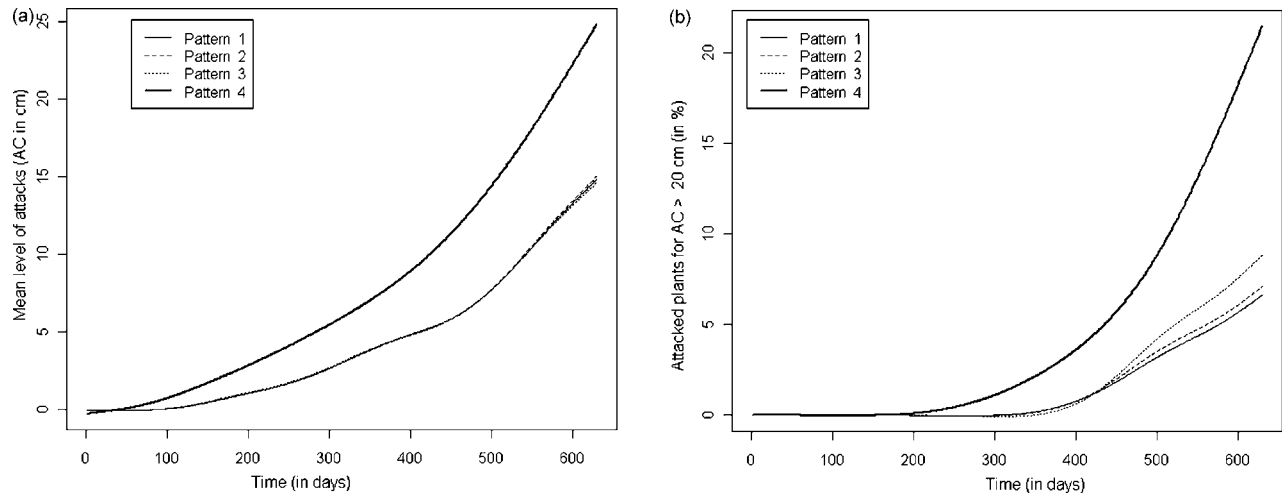 (a)
Pattern 1
Pattern 2
Pattern 3
Pattern 4
Mean level of attacks (AC in cm)
25
20
15
10
5
0
0 100 200 300 400 500 600
Time (in days)
(b)
Pattern 1
Pattern 2
Pattern 3
Pattern 4
Attacked plants for AC > 20 cm (in %)
20
15
10
5
0
0 100 200 300 400 500 600
Time (in days)